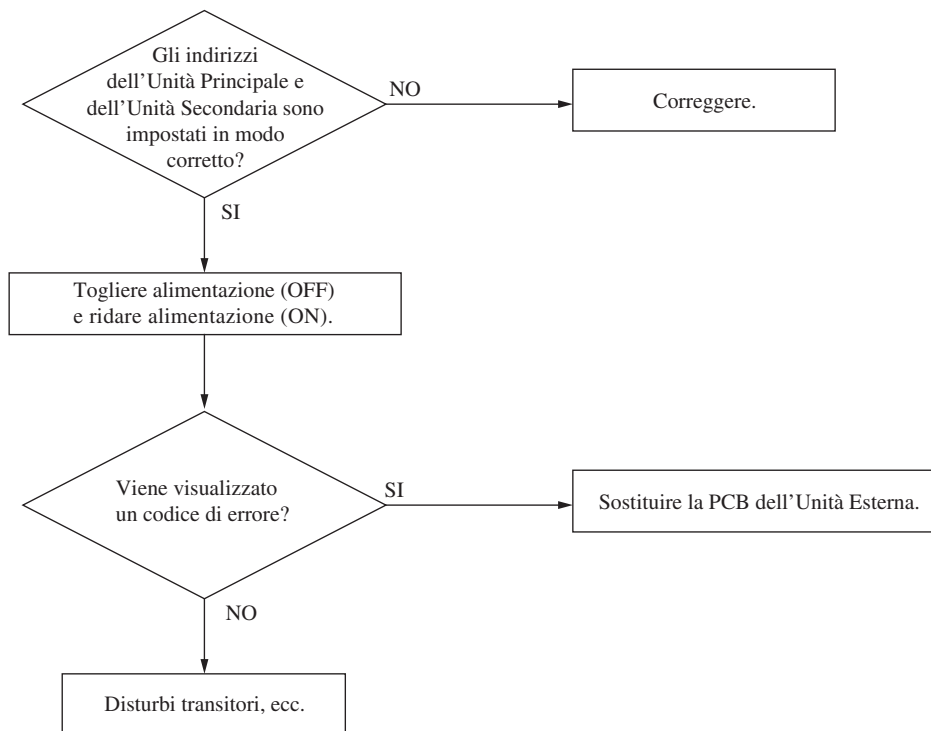 Gli indirizzi
dell'Unità Principale e
dell'Unità Secondaria sono
impostati in modo
corretto?
NO
Correggere.
SI
Togliere alimentazione (OFF)
e ridare alimentazione (ON).
Viene visualizzato
un codice di errore?
SI
Sostituire la PCB dell'Unità Esterna.
NO
Disturbi transitori, ecc.